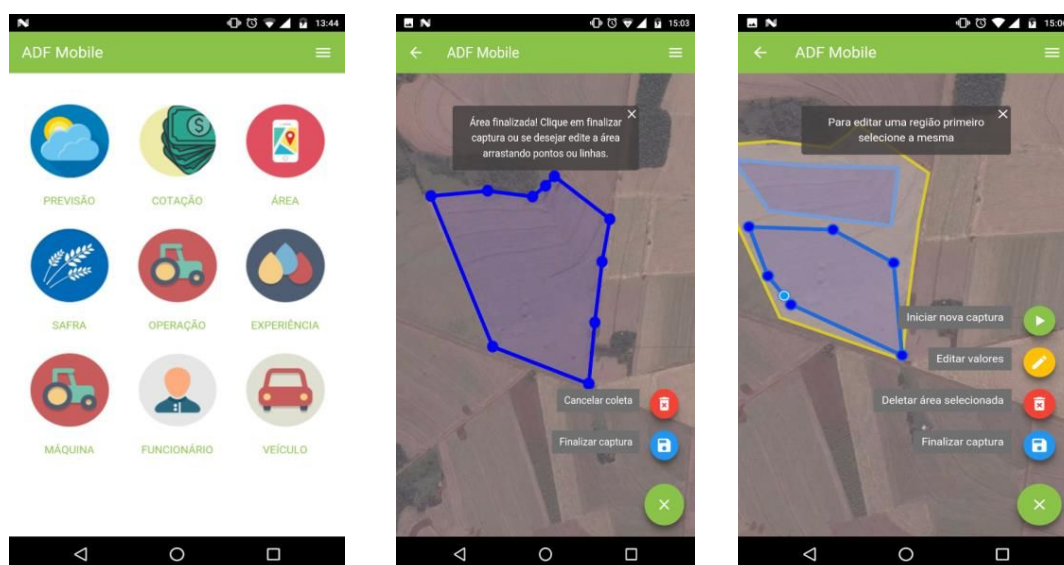 13:44
ADF Mobile
PREVISÃO
COTAÇÃO
ÁREA
SAFRA
OPERAÇÃO
EXPERIÊNCIA
MÁQUINA
FUNCIONÁRIO
VEÍCULO
15:03
ADF Mobile
Área finalizada! Clique em finalizar
captura ou se desejar edite a área
arrastando pontos ou linhas.
Cancelar coleta
Finalizar captura
ADF Mobile
Para editar uma região primeiro
selecione a mesma
Iniciar nova captura
Editar valores
Deletar área selecionada
Finalizar captura